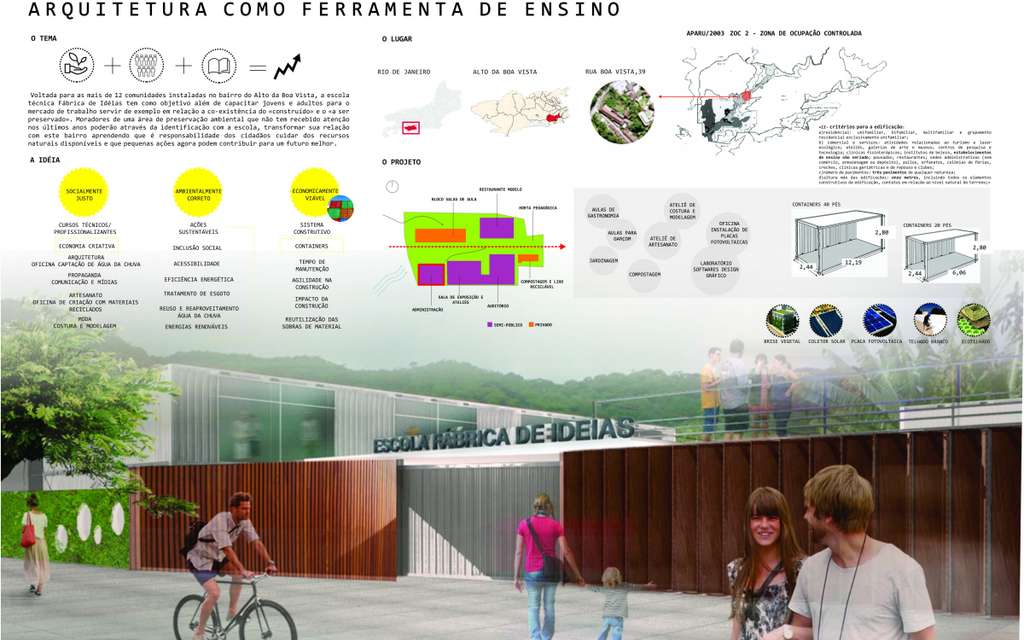 ARQUITETURA COMO FERRAMENTA DE ENSINO
O TEMA
Voltada para as mais de 12 comunidades instaladas no bairro do Alto da Boa Vista, a escola
técnica Fábrica de Idéias tem como objetivo além de capacitar jovens e adultos para o
mercado de trabalho servir de exemplo em relação a co-existência do «construído» e o «a ser
preservado». Moradores de uma área de preservação ambiental que não tem recebido atenção
nos últimos anos poderão através da identificação com a escola, transformar sua relação
com este bairro aprendendo que é responsabilidade dos cidadãos cuidar dos recursos
naturais disponíveis e que pequenas ações agora podem contribuir para um futuro melhor.
A IDÉIA
SOCIALMENTE
JUSTO
CURSOS TÉCNICOS/
PROFISSIONALIZANTES
ECONOMIA CRIATIVA
ARQUITETURA
OFICINA CAPTAÇÃO DE ÁGUA DA CHUVA
PROPAGANDA
COMUNICAÇÃO E MÍDIAS
ARTESANATO
OFICINA DE CRIAÇÃO COM MATERIAIS
RECICLADOS
MODA
COSTURA E MODELAGEM
AMBIENTALMENTE
CORRETO
AÇÕES
SUSTENTÁVEIS
INCLUSÃO SOCIAL
ACESSIBILIDADE
EFICIÊNCIA ENERGÉTICA
TRATAMENTO DE ESGOTO
REUSO E REAPROVEITAMENTO
ÁGUA DA CHUVA
ENERGIAS RENOVÁVEIS
ECONOMICAMENTE
VIÁVEL
SISTEMA
CONSTRUTIVO
CONTAINERS
TEMPO DE
MANUTENÇÃO
AGILIDADE NA
CONSTRUÇÃO
IMPACTO DA
CONSTRUÇÃO
REUTILIZAÇÃO DAS
SOBRAS DE MATERIAL
O LUGAR
RIO DE JANEIRO
ALTO DA BOA VISTA
RUA BOA VISTA,39
APARU/2003 ZOC 2 - ZONA DE OCUPAÇÃO CONTROLADA
<II- critérios para a edificação:
O PROJETO
RESTAURANTE MODELO
BLOCO SALAS DE AULA
HORTA PEDAGÓGICA
COMPOSTAGEM E LIXO
RECICLÁVEL
SALA DE EXPOSIÇÃO E
ATELIÊS
AUDITÓRIO
ADMINISTRAÇÃO
SEMI-PÚBLICO
PRIVADO
AULAS DE
GASTRONOMIA
AULAS PARA
GARÇOM
JARDINAGEM
COMPOSTAGEM
ATELIÊ DE
COSTURA E
MODELAGEM
ATELIÊ DE
ARTESANATO
OFICINA
INSTALAÇÃO DE
PLACAS
FOTOVOLTAICAS
LABORATÓRIO
SOFTWARES DESIGN
GRÁFICO
CONTAINERS 40 PÉS
2,80
2,44
12,19
CONTAINERS 20 PÉS
2,80
2,44
6,06
BRISE VEGETAL
COLETOR SOLAR
PLACA FOTOVOLTAICA
TELHADO BRANCO
ECOTELHADO
ESCOLA FÁBRICA DE IDEIAS